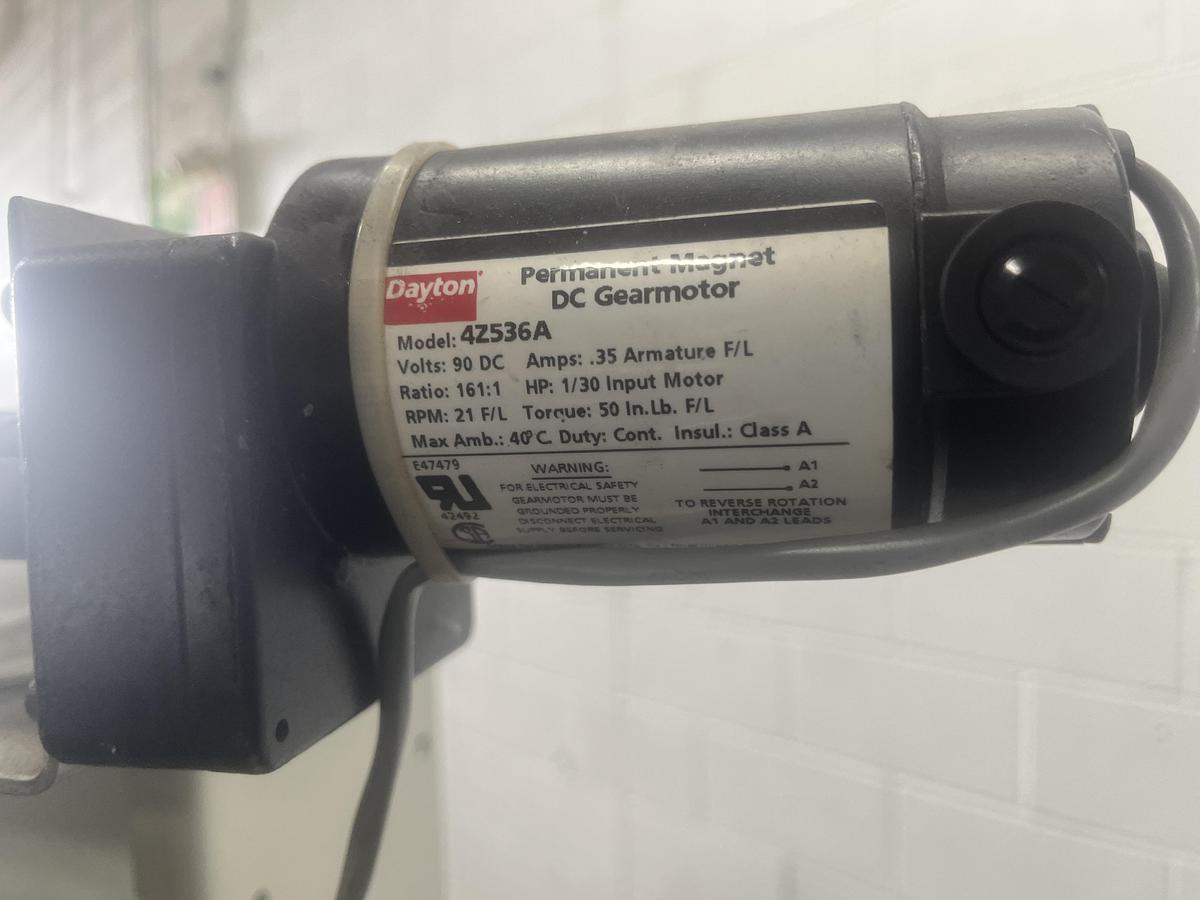 Dayton
Permanent Magnet
DC Gearmotor
Model: 4Z536A
Volts: 90 DC Amps: .35 Armature F/L
Ratio: 161:1 HP: 1/30 Input Motor
RPM: 21 F/L Torque: 50 In.Lb. F/L
Max Amb.: 40°C. Duty: Cont. Insul.: Class A
E47479
42492
WARNING:
FOR ELECTRICAL SAFETY
GEARMOTOR MUST BE
GROUNDED PROPERLY
DISCONNECT ELECTRICAL
SUPPLY BEFORE SERVICING
A1
A2
TO REVERSE ROTATION
INTERCHANGE
A1 AND A2 LEADS